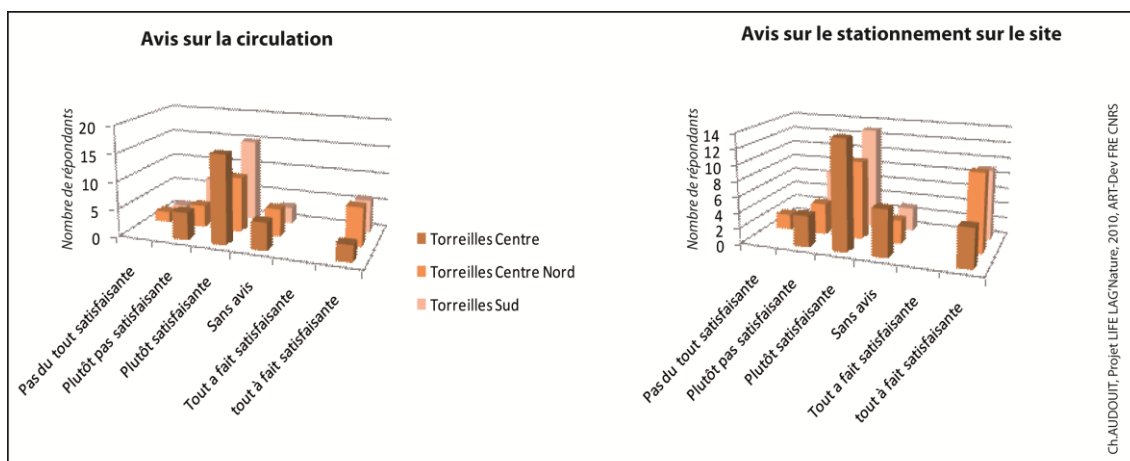 Avis sur la circulation
Nombre de répondants
20
15
10
5
0
Pas du tout satisfaisante
Plutôt pas satisfaisante
Plutôt satisfaisante
Sans avis
Tout a fait satisfaisante
tout à fait satisfaisante
Torreilles Centre
Torreilles Centre Nord
Torreilles Sud
Avis sur le stationnement sur le site
Nombre de répondants
14
12
10
8
6
4
2
0
Pas du tout satisfaisante
Plutôt pas satisfaisante
Plutôt satisfaisante
Sans avis
Tout a fait satisfaisante
tout à fait satisfaisante
Ch.AUDOUIT, Projet LIFE LAG'Nature, 2010, ART-Dev FRE CNRS